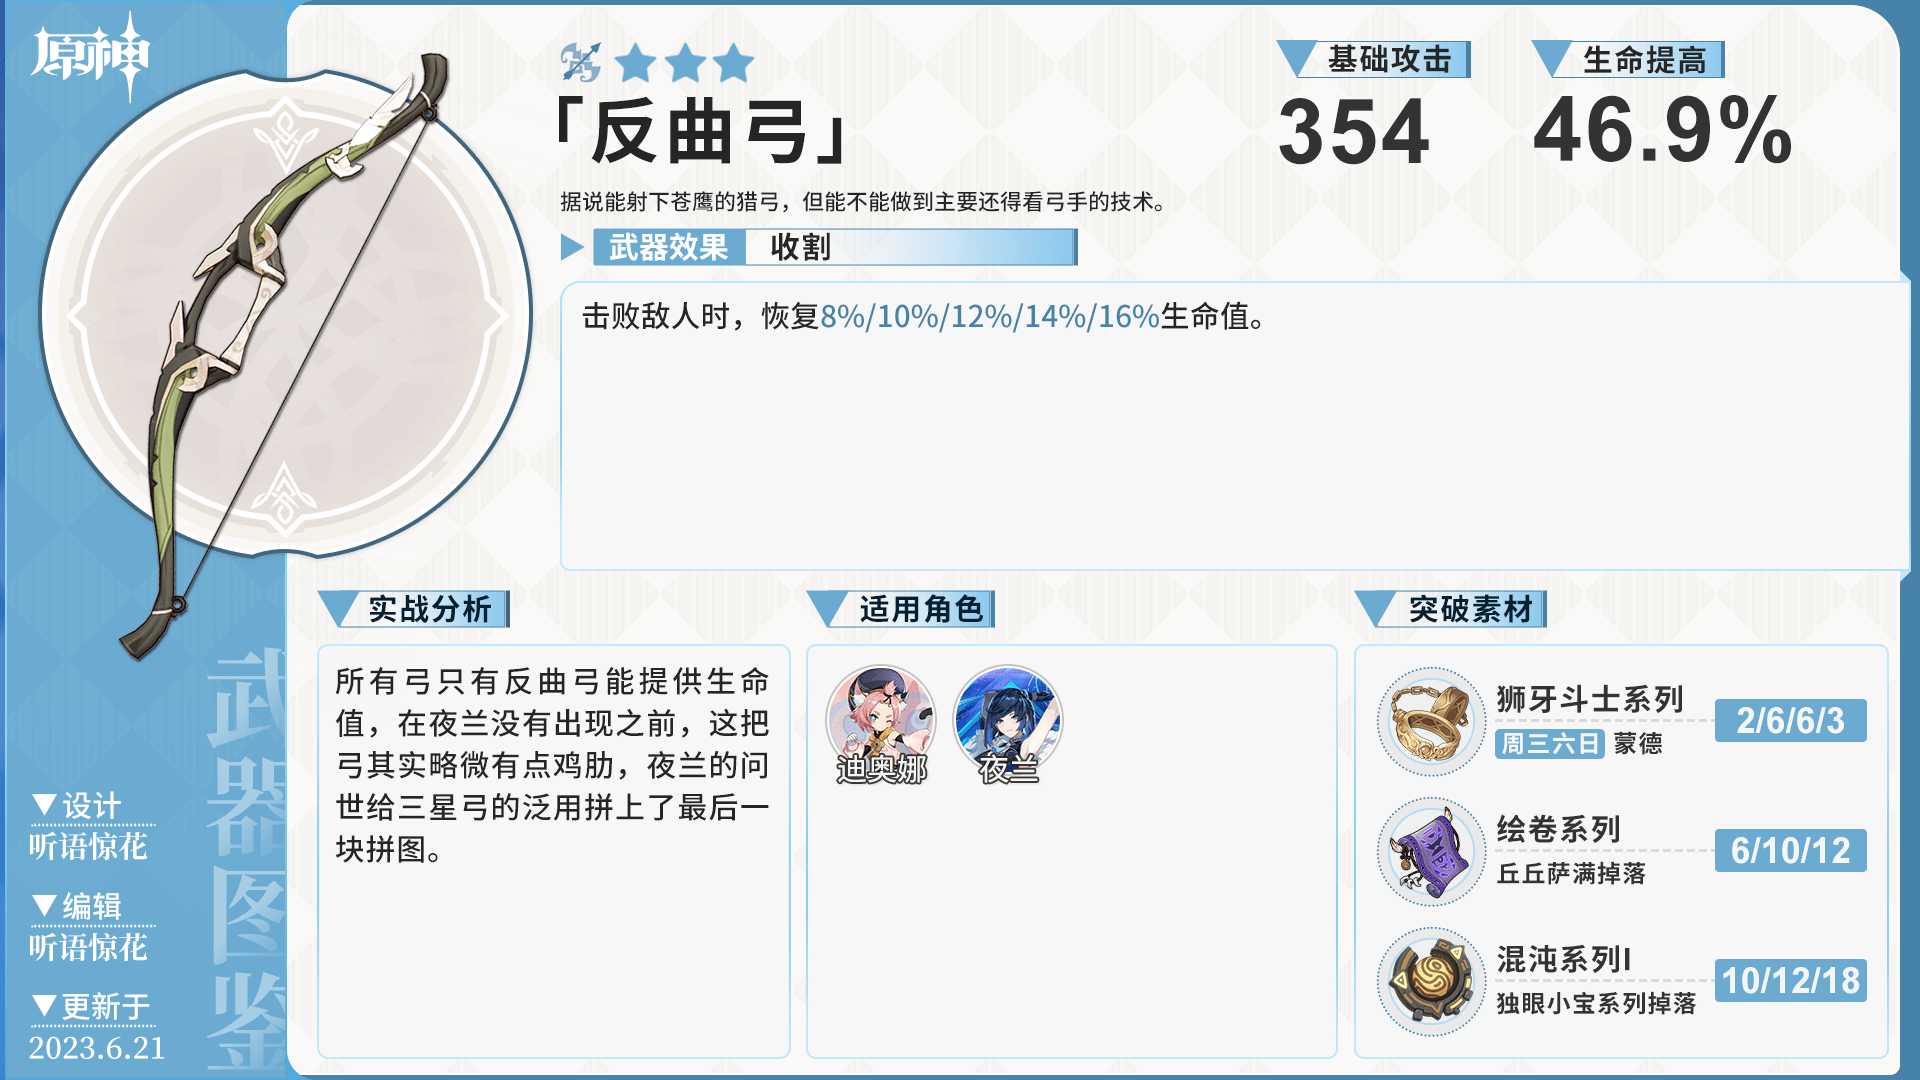 原神
「反曲弓」
据说能射下苍鹰的猎弓，但能不能做到主要还得看弓手的技术。
基础攻击
354
生命提高
46.9%
武器效果 收割
击败敌人时，恢复8%/10%/12%/14%/16%生命值。
实战分析
所有弓只有反曲弓能提供生命
值，在夜兰没有出现之前，这把
弓其实略微有点鸡肋，夜兰的问
世给三星弓的泛用拼上了最后一
块拼图。
适用角色
迪奥娜
夜兰
突破素材
狮牙斗士系列
周三六日 蒙德
2/6/6/3
绘卷系列
丘丘萨满掉落
6/10/12
混沌系列I
独眼小宝系列掉落
10/12/18
武器图鉴
▼设计
听语惊花
▼编辑
听语惊花
▼更新于
2023.6.21